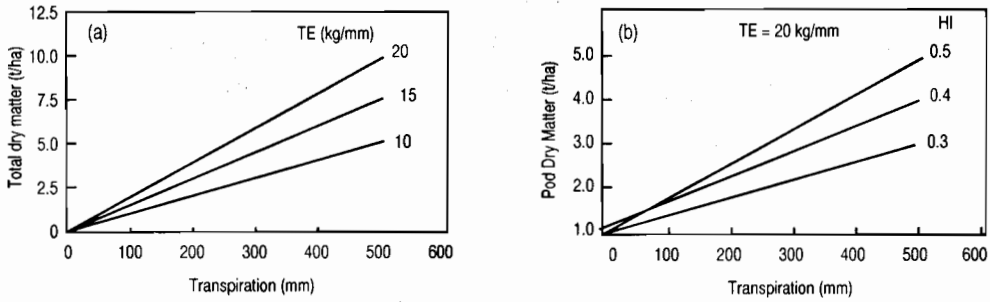 (a)
TE (kg/mm)
Total dry matter (t/ha)
12.5
10.0
7.5
5.0
2.5
0
20
15
10
0 100 200 300 400 500 600
Transpiration (mm)
(b)
TE = 20 kg/mm
HI
Pod Dry Matter (t/ha)
5.0
4.0
3.0
2.0
1.0
0.5
0.4
0.3
0 100 200 300 400 500 600
Transpiration (mm)